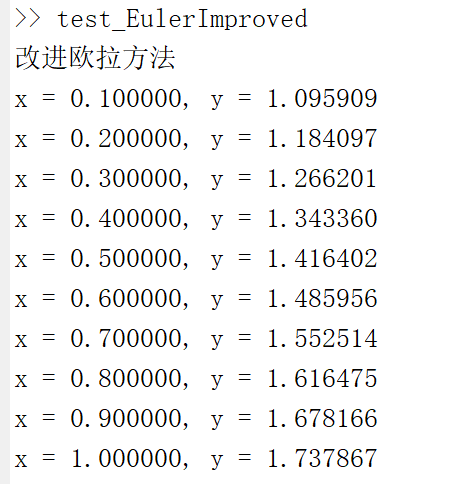 >> test_EulerImproved
改进欧拉方法
x = 0.100000, y = 1.095909
x = 0.200000, y = 1.184097
x = 0.300000, y = 1.266201
x = 0.400000, y = 1.343360
x = 0.500000, y = 1.416402
x = 0.600000, y = 1.485956
x = 0.700000, y = 1.552514
x = 0.800000, y = 1.616475
x = 0.900000, y = 1.678166
x = 1.000000, y = 1.737867